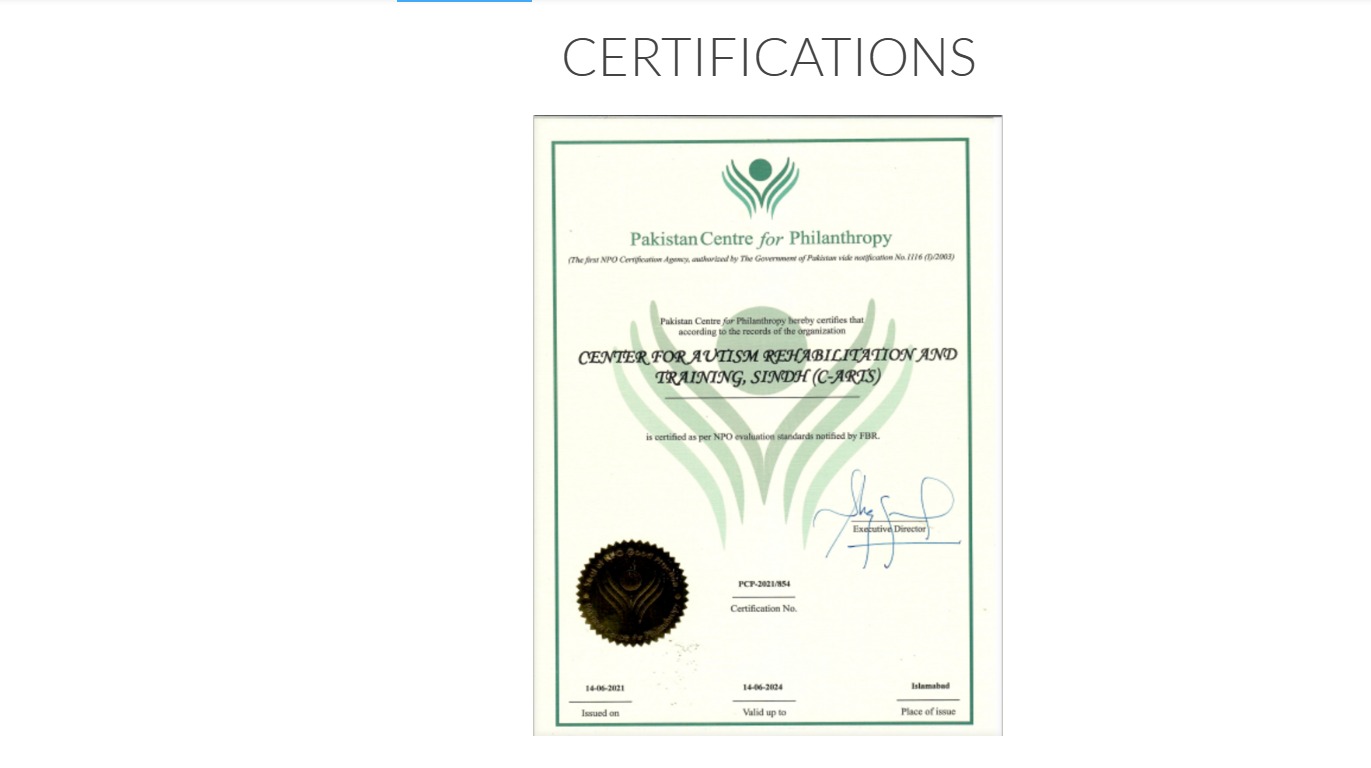 CERTIFICATIONS
Pakistan Centre for Philanthropy
(The first NPO Certification Agency, authorized by The Government of Pakistan vide notification No.1116 (I)/2003)
Pakistan Centre for Philanthropy hereby certifies that
according to the records of the organization
CENTER FOR AUTISM REHABILITATION AND
TRAINING, SINDH (C-ARTS)
is certified as per NPO evaluation standards notified by FBR.
Executive Director
PCP-2021/854
Certification No.
14-06-2021
Issued on
14-06-2024
Valid up to
Islamabad
Place of issue